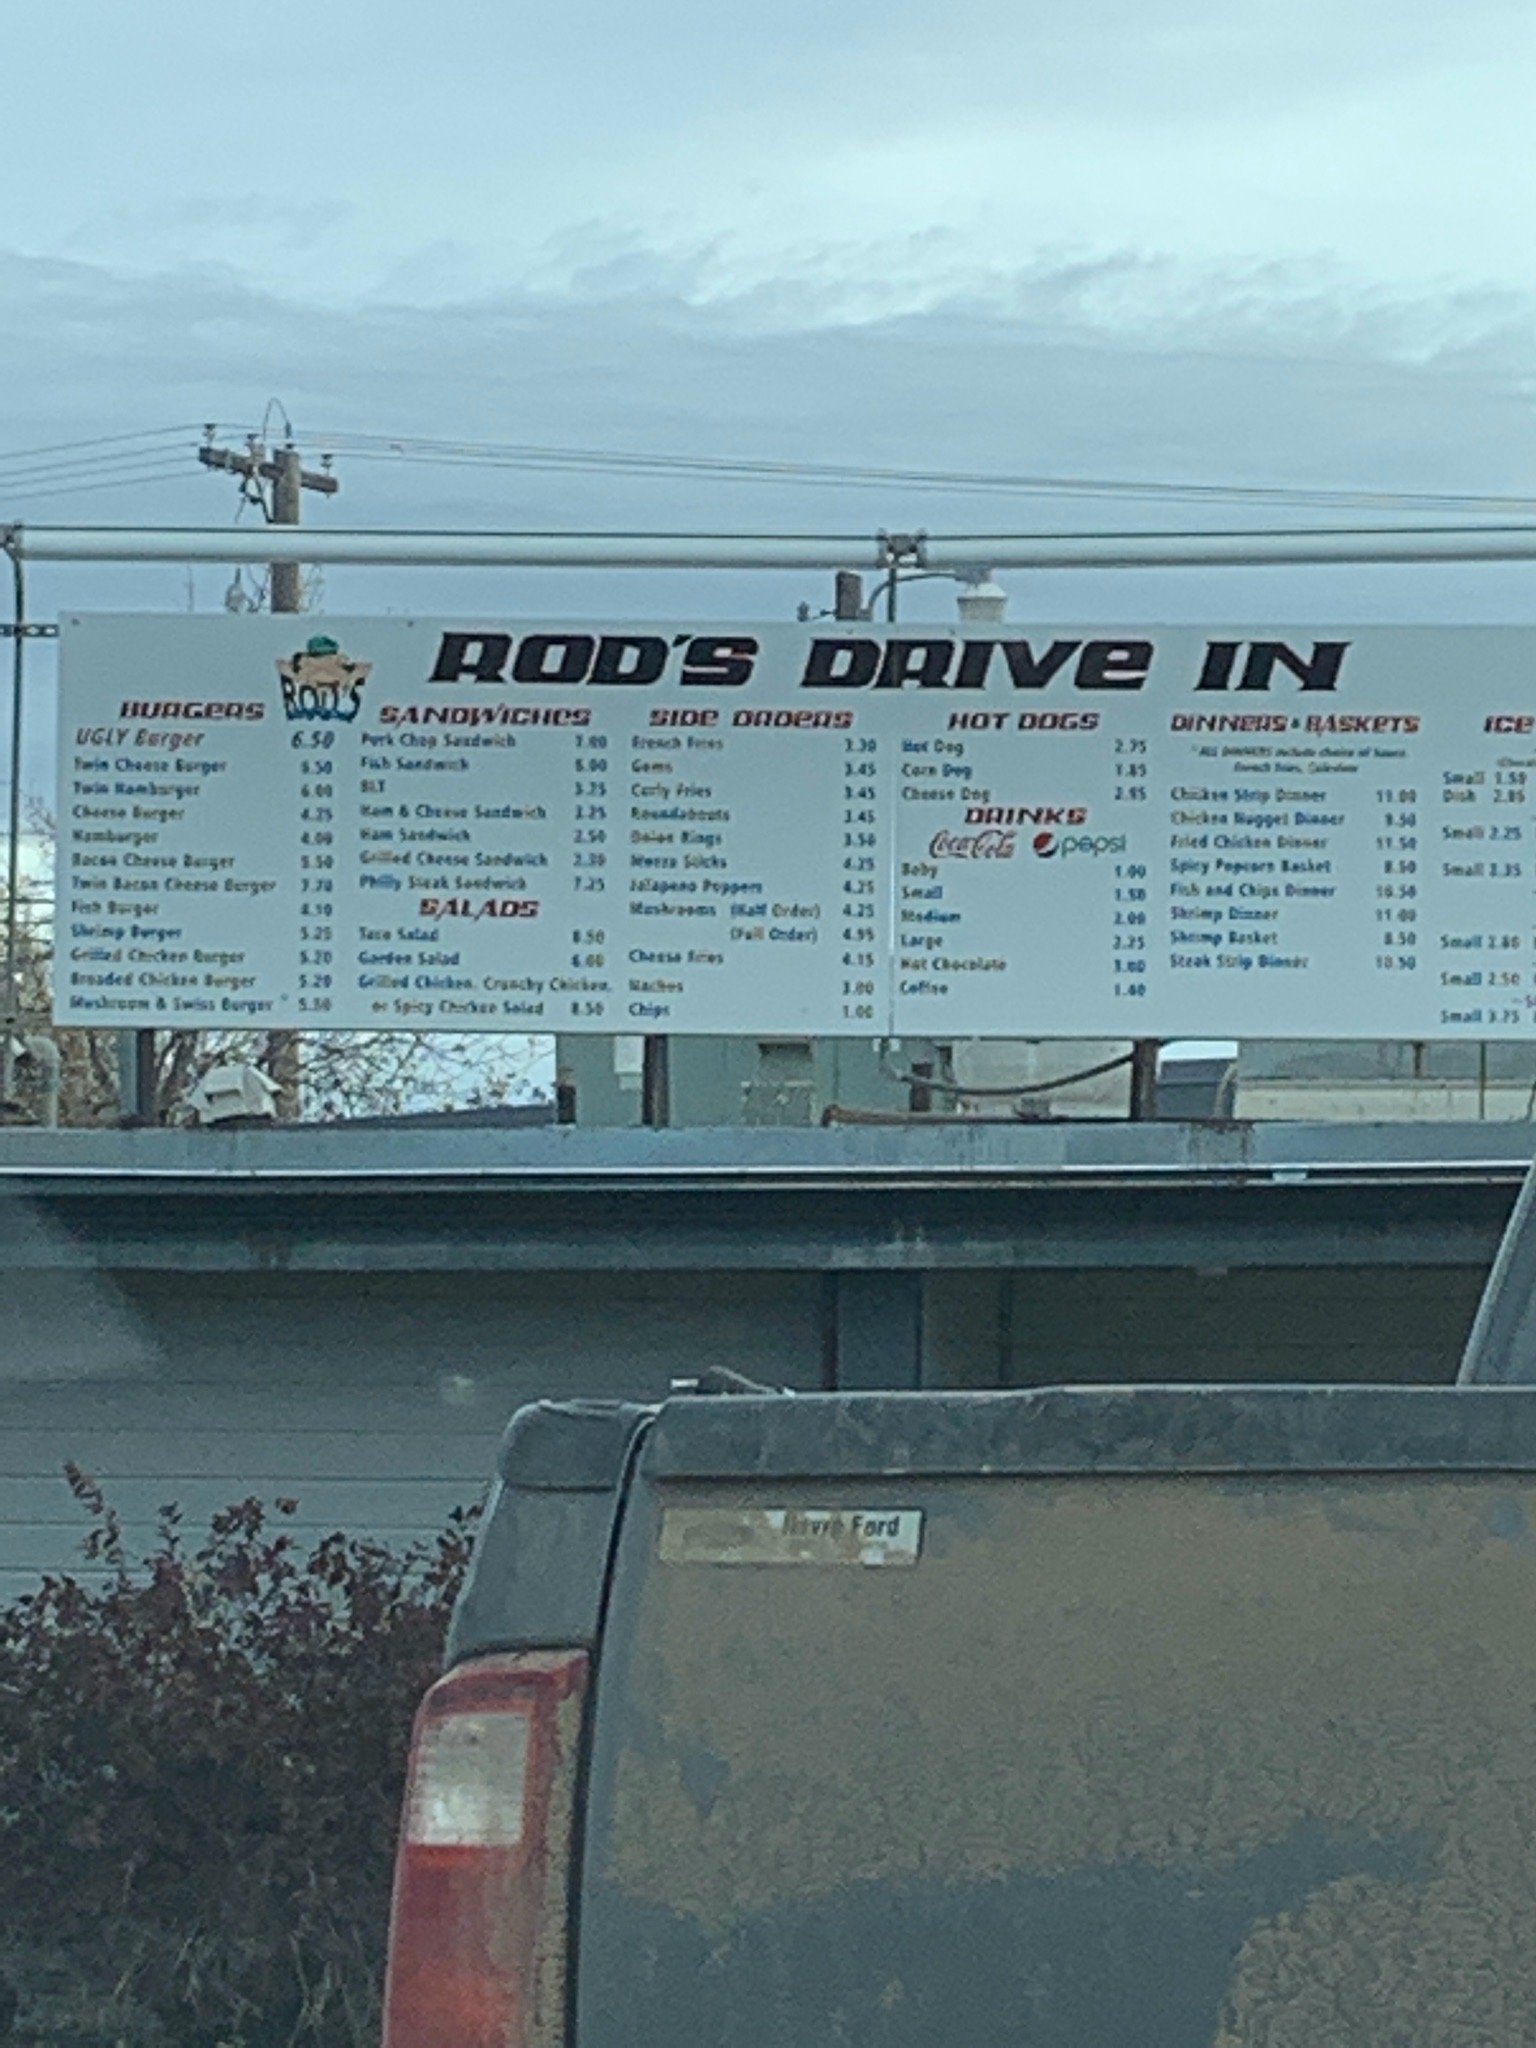 ROD'S DRIVE IN
ROD'S
BURGERS
UGLY Burger 6.50
Twin Cheese Burger 6.50
Twin Hamburger 6.00
Cheese Burger 4.25
Hamburger 4.00
Bacon Cheese Burger 5.50
Twin Bacon Cheese Burger 7.70
Fish Burger 4.10
Shrimp Burger 5.25
Grilled Chicken Burger 5.20
Breaded Chicken Burger 5.20
Mushroom & Swiss Burger 5.50
SANDWICHES
Pork Chop Sandwich 7.00
Fish Sandwich 5.00
BLT 3.75
Ham & Cheese Sandwich 3.25
Ham Sandwich 2.50
Grilled Cheese Sandwich 2.30
Philly Steak Sandwich 7.25
SALADS
Taco Salad 8.50
Garden Salad 6.00
Grilled Chicken, Crunchy Chicken,
or Spicy Chicken Salad 8.50
SIDE ORDERS
French Fries 3.30
Gems 3.45
Curly Fries 3.45
Roundabouts 3.45
Onion Rings 3.50
Mozza Sticks 4.25
Jalapeno Poppers 4.25
Mushrooms (Half Order) 4.25
(Full Order) 4.95
Cheese Fries 4.15
Nachos 3.00
Chips 1.00
HOT DOGS
Hot Dog 2.75
Corn Dog 1.85
Cheese Dog 2.95
DRINKS
Coca-Cola pepsi
Baby 1.00
Small 1.50
Medium 2.00
Large 2.25
Hot Chocolate
Coffee
DINNERS & BASKETS
* ALL DINNERS include choice of Sauce,
French Fries, Coleslaw
Chicken Strip Dinner 11.00
Chicken Nugget Dinner 9.50
Fried Chicken Dinner 11.50
Spicy Popcorn Basket 8.50
Fish and Chips Dinner 10.50
Shrimp Dinner 11.00
Shrimp Basket 8.50
Steak Strip Dinner 10.50
ICE
Small 1.50
Dish 2.05
Small 2.25
Small 3.35
Small 2.80
Small 2.50
Small 3.75
Havre Ford